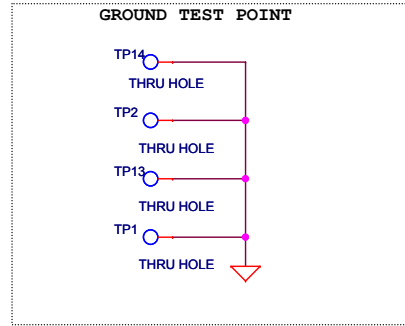 GROUND TEST POINT
TP14
THRU HOLE
TP2
THRU HOLE
TP13
THRU HOLE
TP1
THRU HOLE